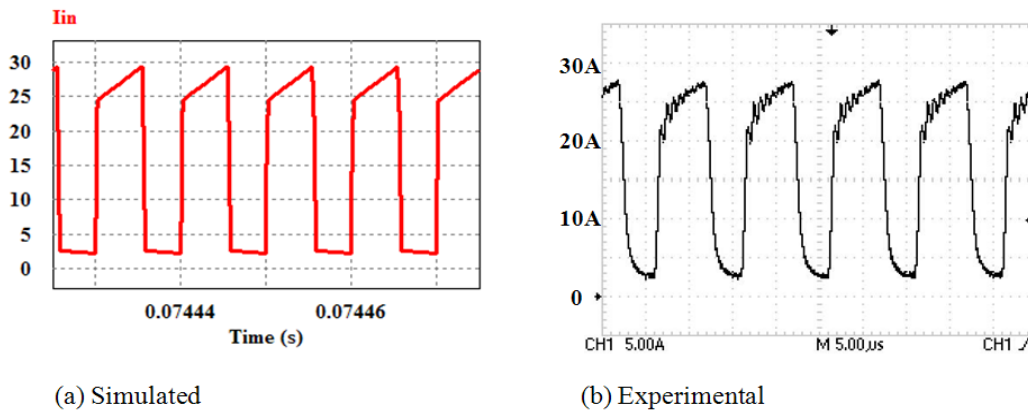 Iin
30
25
20
15
10
5
0
0.07444
0.07446
Time (s)
(a) Simulated
30A
20A
10A
0
CH1 5.00A
M 5.00µs
CH1
(b) Experimental